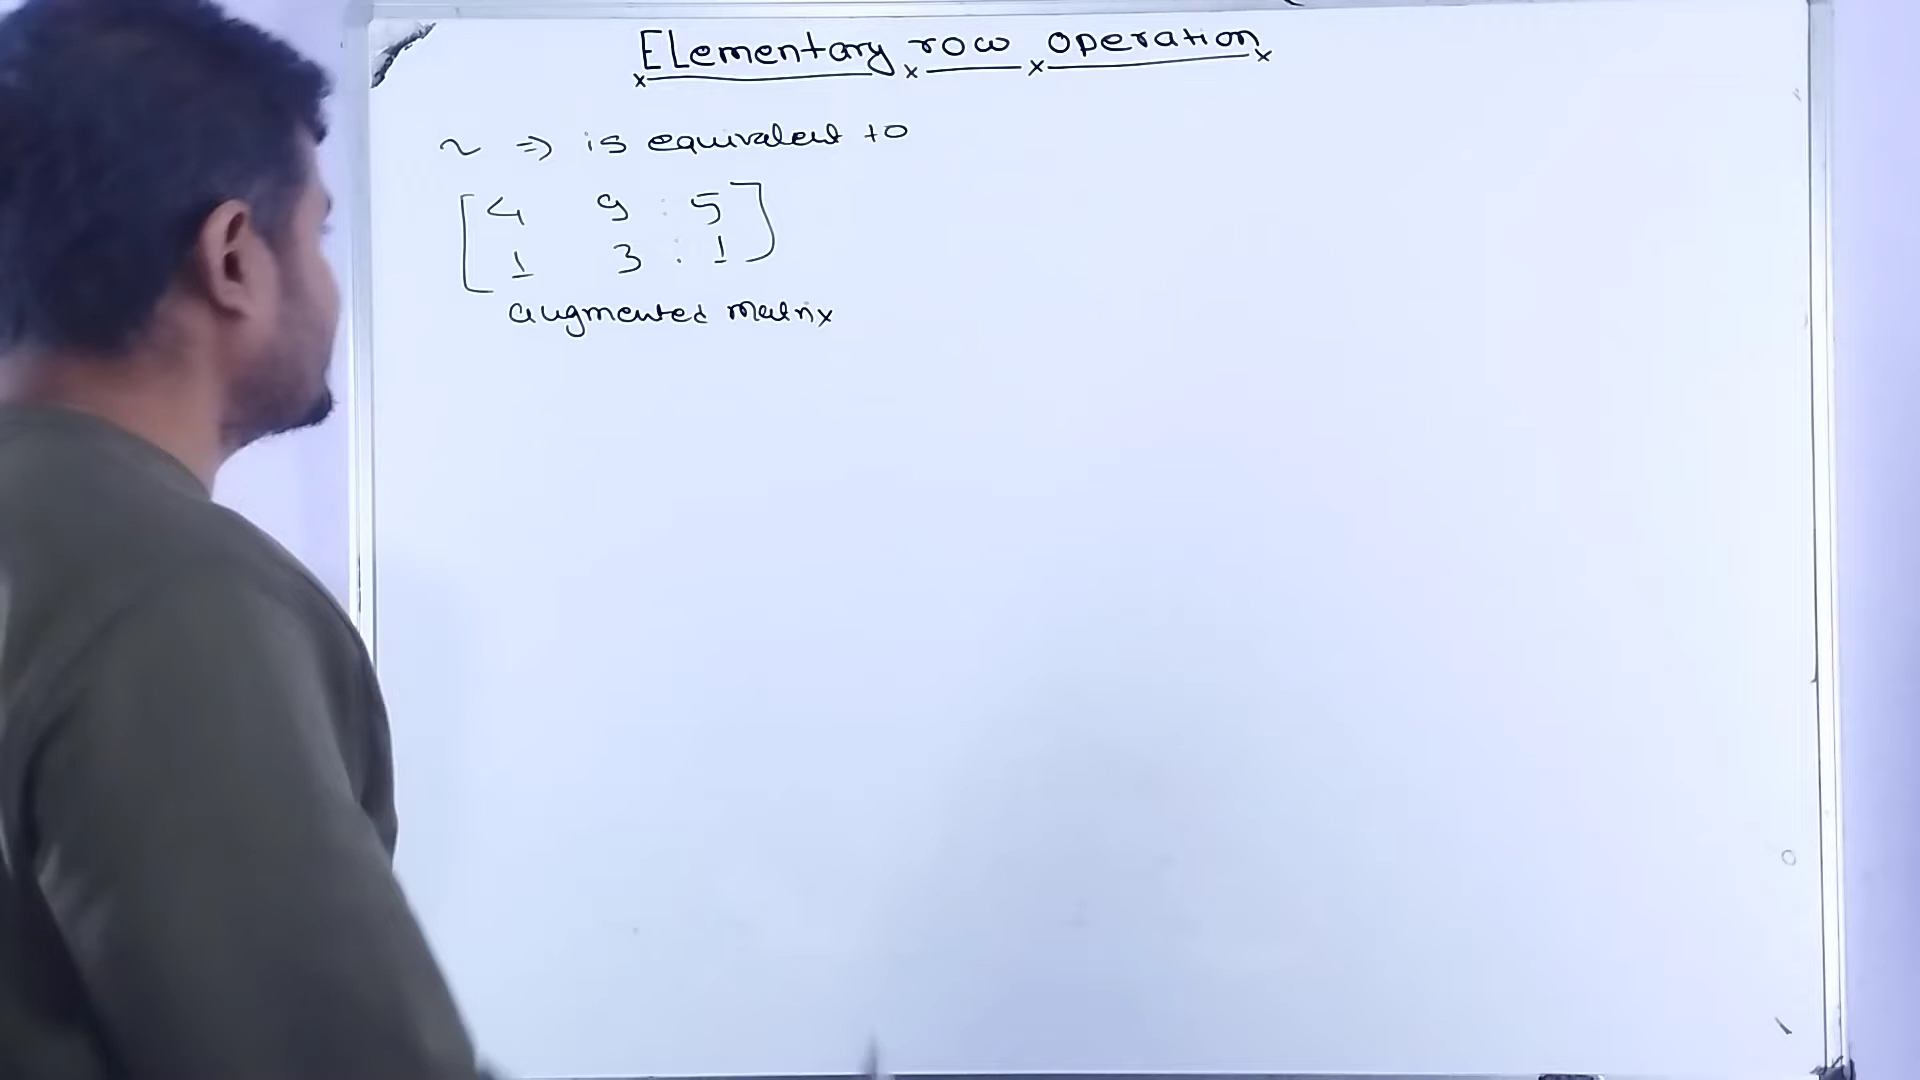 Elementary row operation
~ ⇒ is equivalent to
[ 4 9 : 5 ]
[ 1 3 : 1 ]
augmented matrix